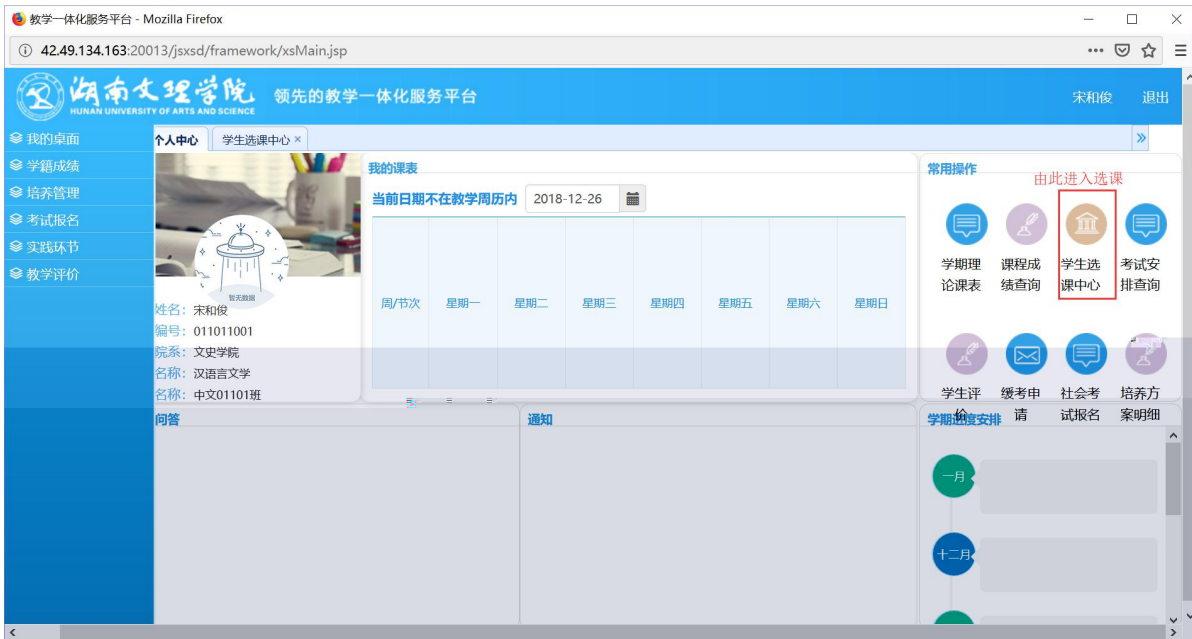 教学一体化服务平台 - Mozilla Firefox
42.49.134.163:20013/jsxsd/framework/xsMain.jsp
湖南文理学院
HUNAN UNIVERSITY OF ARTS AND SCIENCE
领先的教学一体化服务平台
宋和俊 退出
我的桌面
学籍成绩
培养管理
考试报名
实践环节
教学评价
个人中心 学生选课中心 ×
暂无数据
姓名：宋和俊
编号：011011001
院系：文史学院
名称：汉语言文学
名称：中文01101班
我的课表
当前日期不在教学周历内 2018-12-26
周/节次 星期一 星期二 星期三 星期四 星期五 星期六 星期日
常用操作
由此进入选课
学期理论课表
课程成绩查询
学生选课中心
考试安排查询
学生评价
缓考申请
社会考试报名
培养方案明细
问答
通知
学期进度安排
一月
十二月